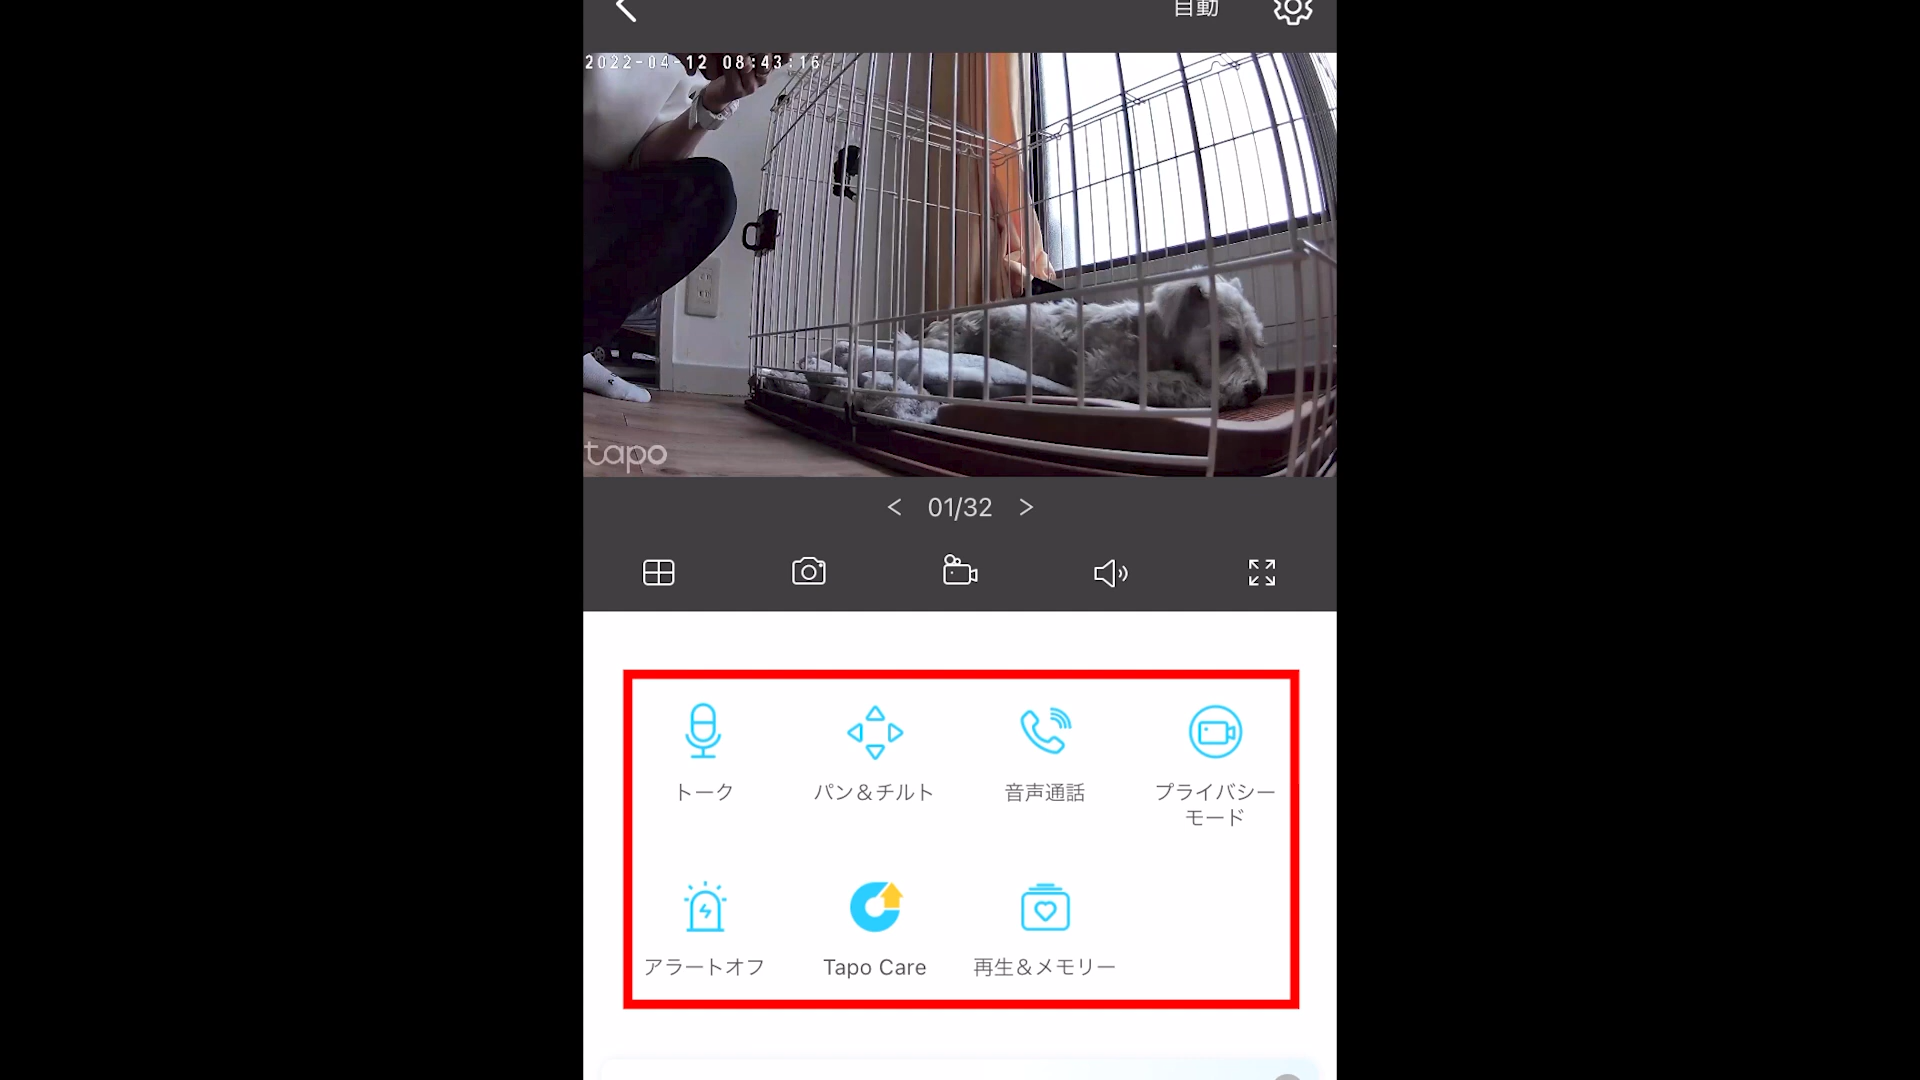 自動
2022-04-12 08:43:16
tapo
< 01/32 >
トーク
パン&チルト
音声通話
プライバシー
モード
アラートオフ
Tapo Care
再生&メモリー